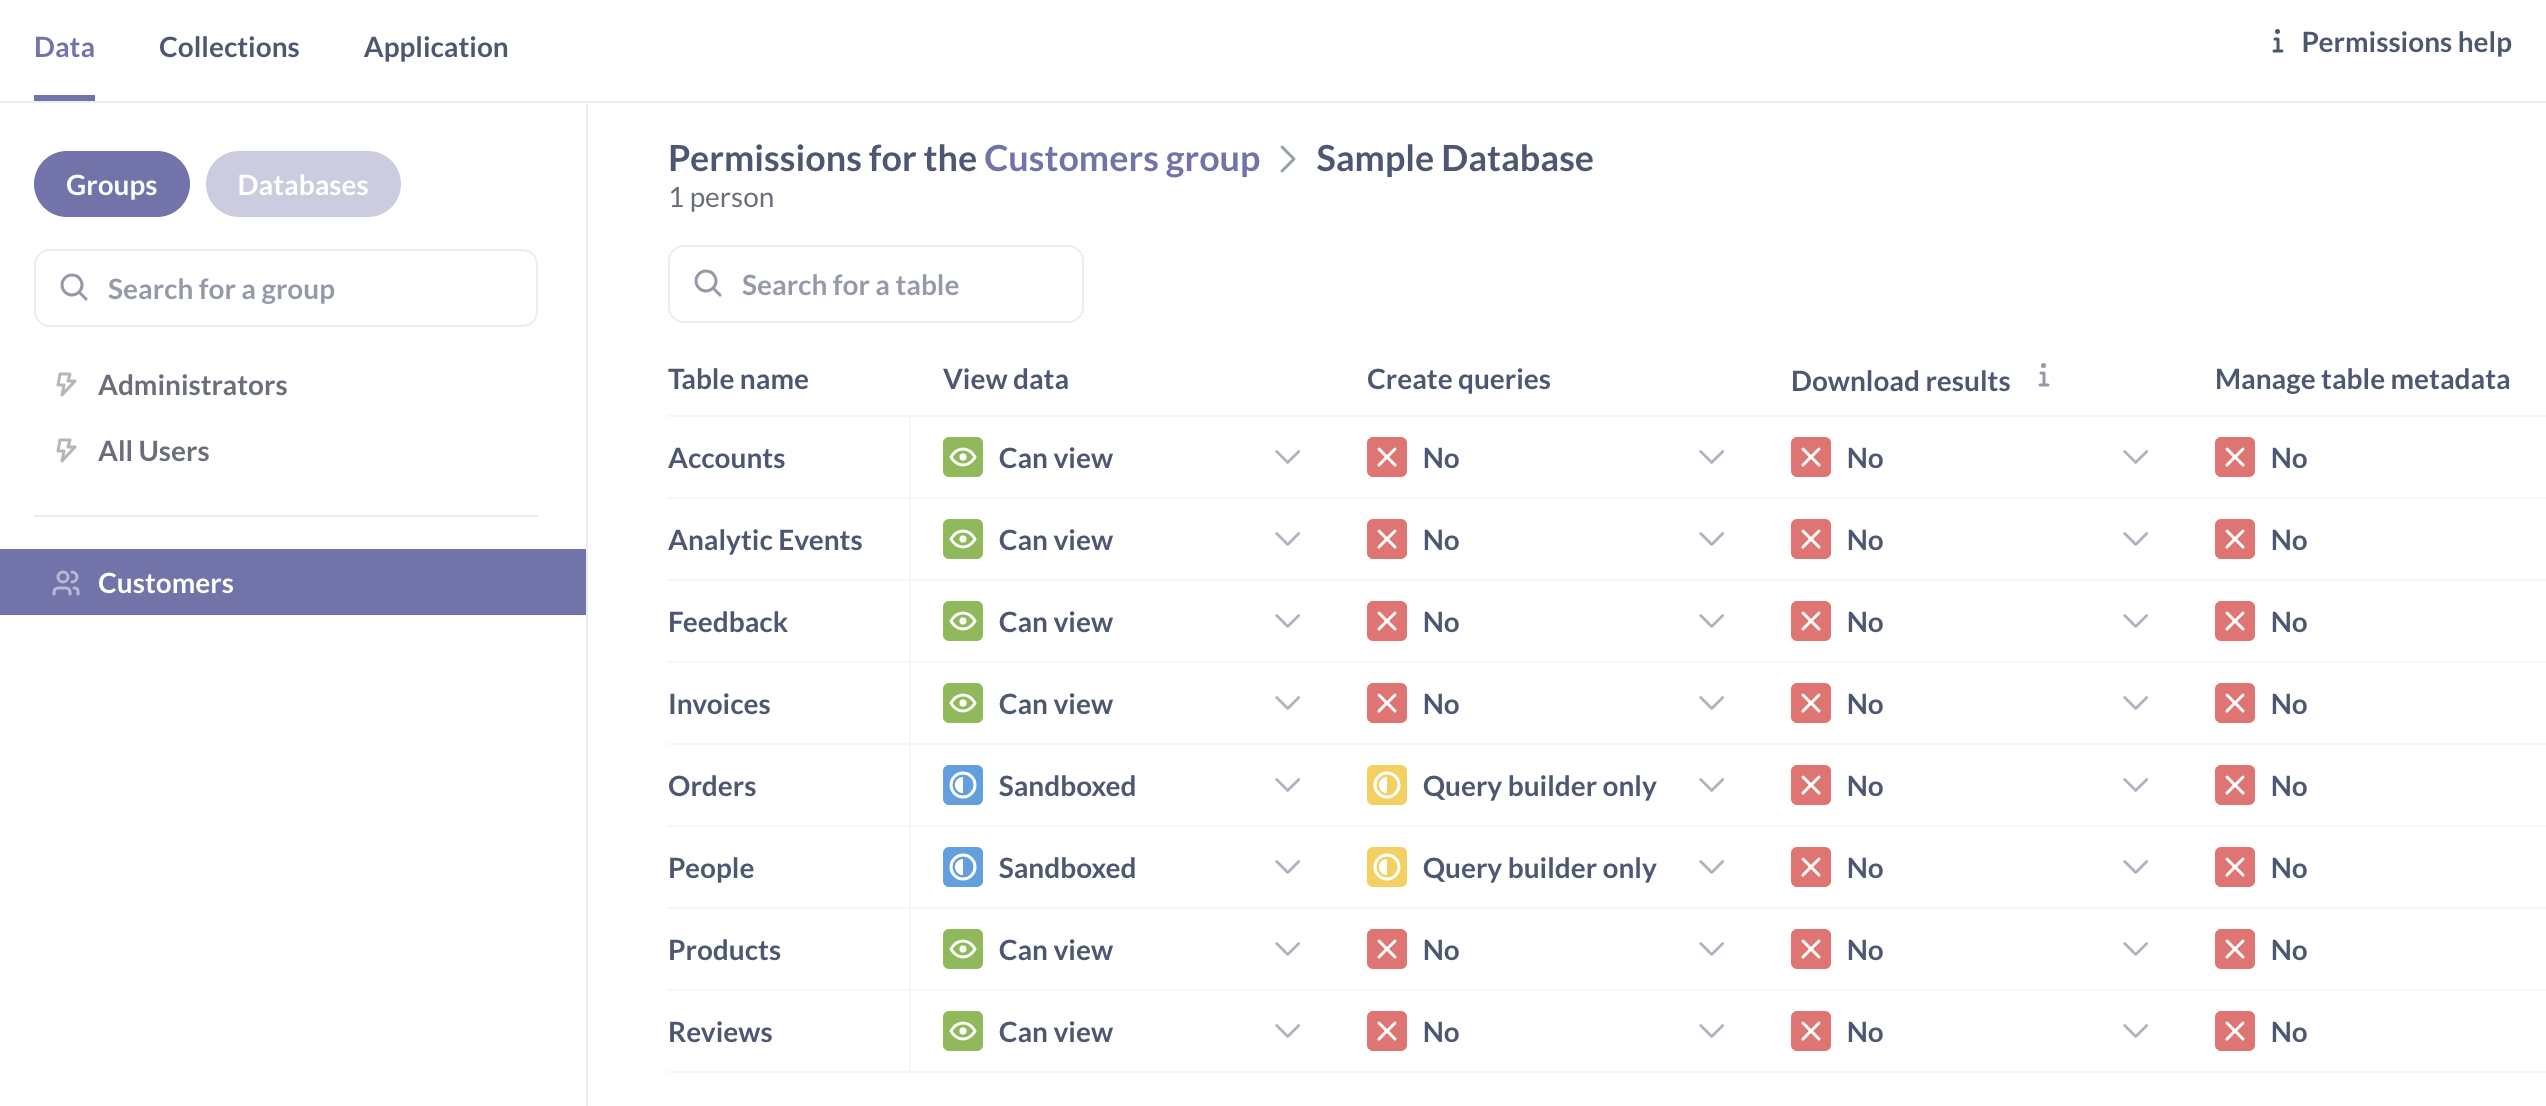 Data Collections Application
Permissions help
Groups Databases
Search for a group
Administrators
All Users
Customers
Permissions for the Customers group > Sample Database
1 person
Search for a table
Table name View data Create queries Download results Manage table metadata
Accounts Can view No No No
Analytic Events Can view No No No
Feedback Can view No No No
Invoices Can view No No No
Orders Sandboxed Query builder only No No
People Sandboxed Query builder only No No
Products Can view No No No
Reviews Can view No No No